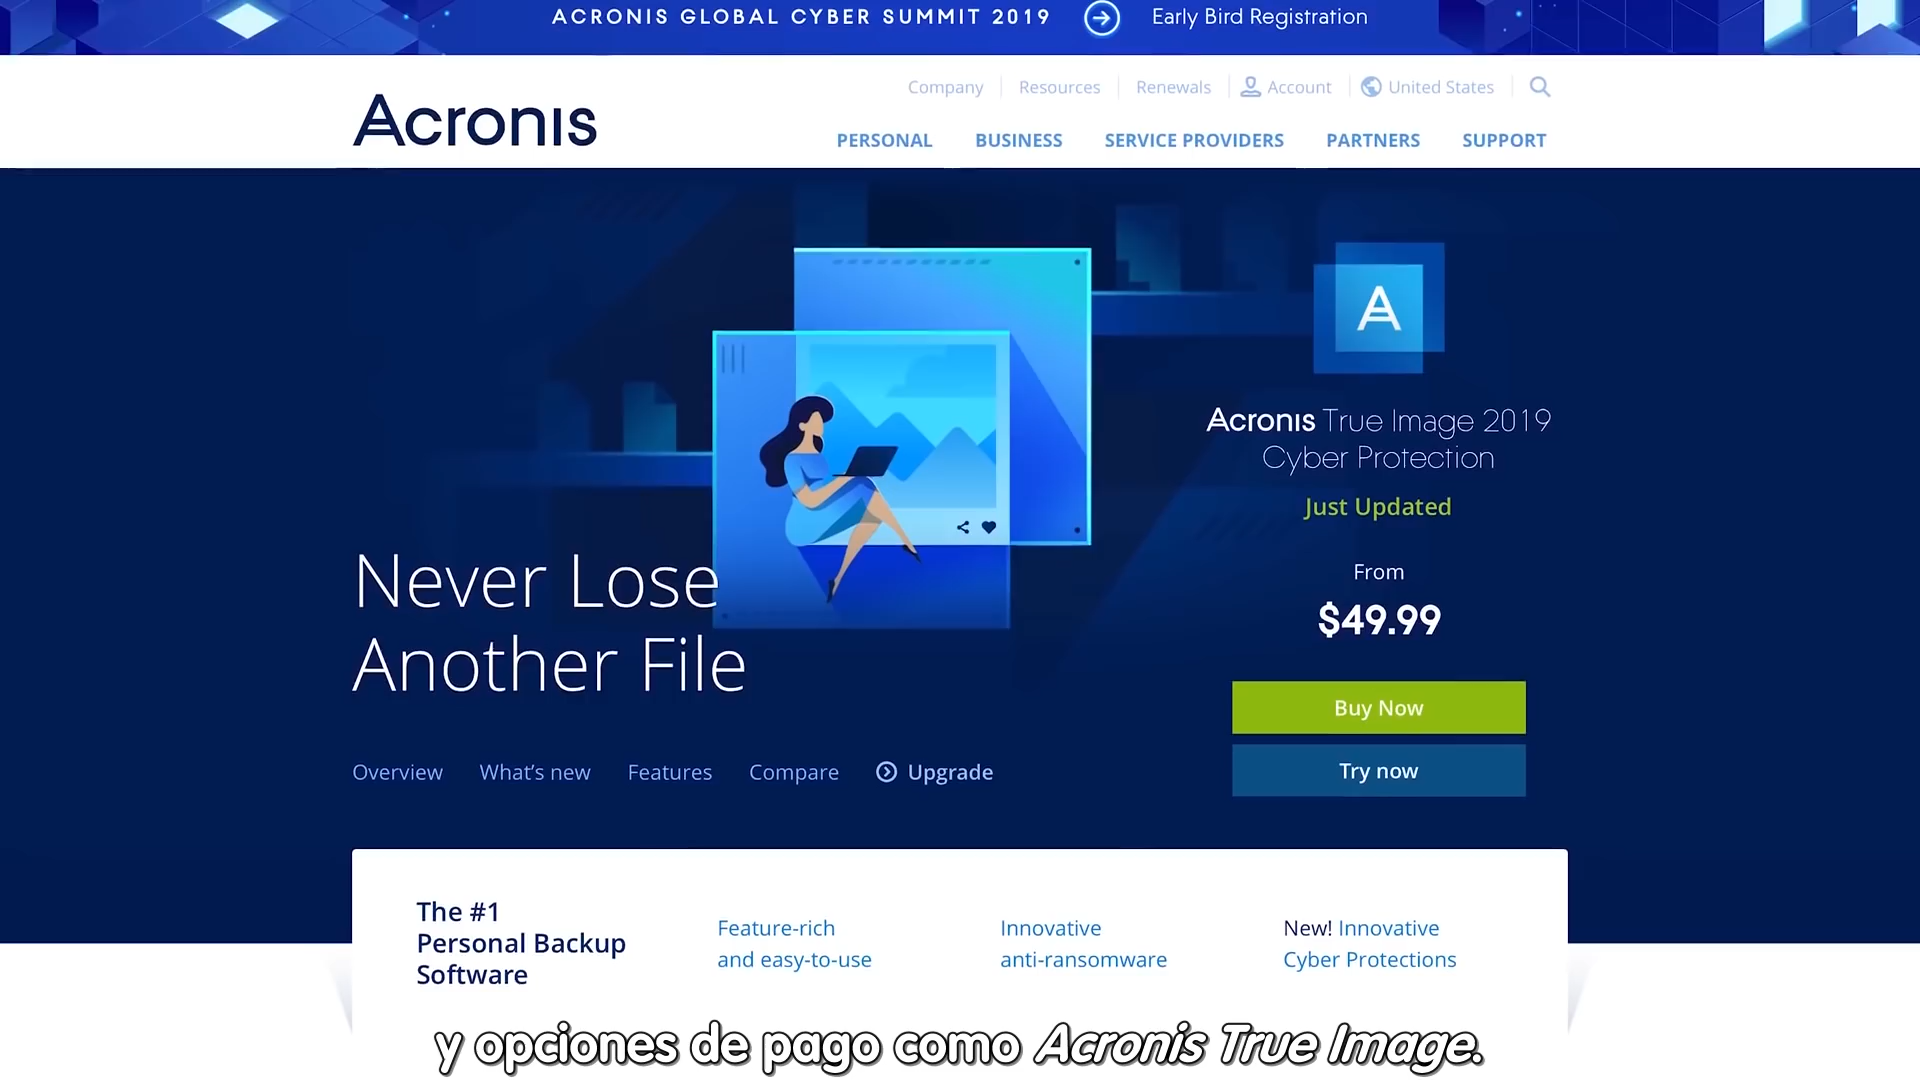 ACRONIS GLOBAL CYBER SUMMIT 2019 Early Bird Registration
Company Resources Renewals Account United States
Acronis
PERSONAL BUSINESS SERVICE PROVIDERS PARTNERS SUPPORT
A
Acronis True Image 2019
Cyber Protection
Just Updated
From
$49.99
Never Lose
Another File
Buy Now
Try now
Overview What's new Features Compare Upgrade
The #1
Personal Backup
Software
Feature-rich
and easy-to-use
Innovative
anti-ransomware
New! Innovative
Cyber Protections
y opciones de pago como Acronis True Image.